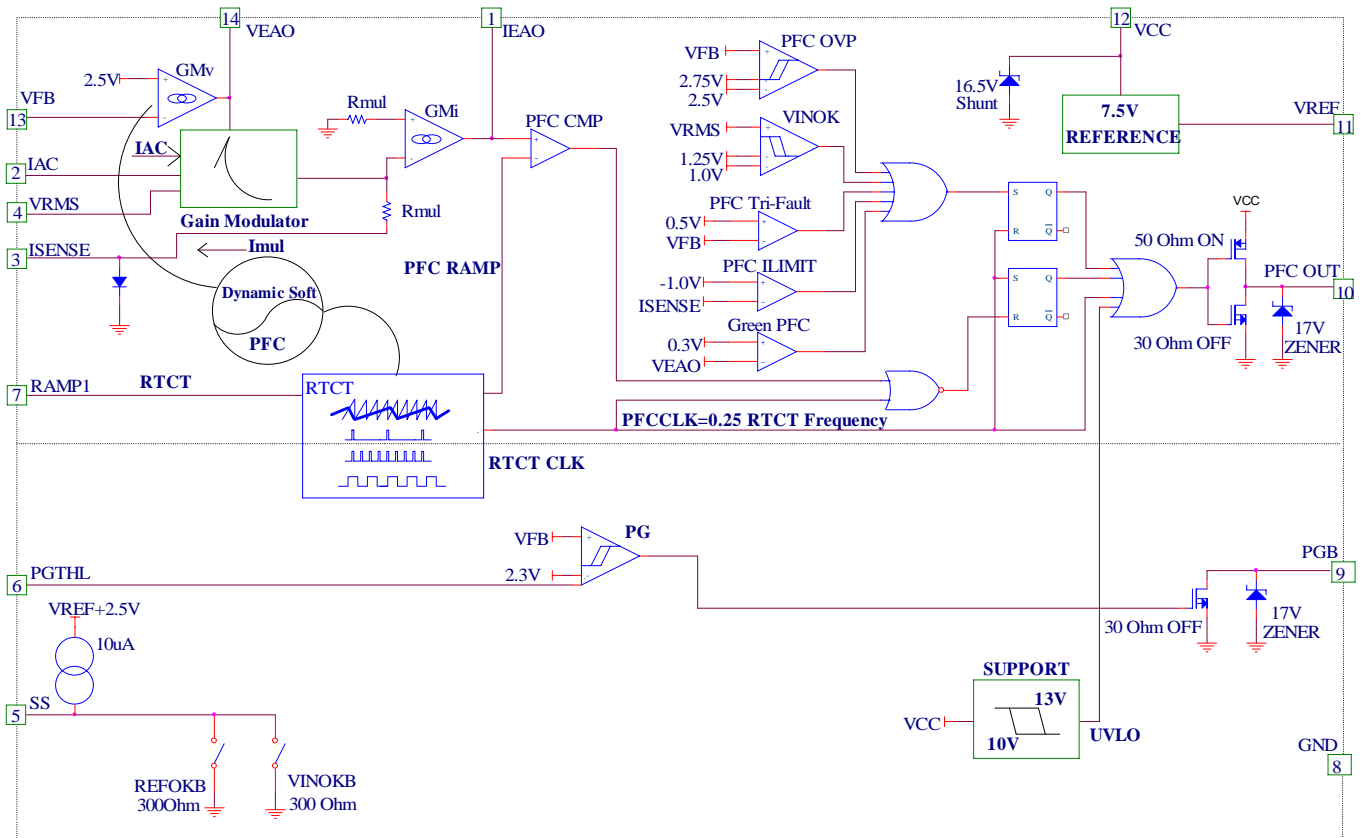 14
VEAO
1
IEAO
12
VCC
GMv
2.5V
+
-
VFB
13
IAC
IAC
2
VRMS
4
Gain Modulator
ISENSE
3
Imul
Rmul
GMi
+
-
Rmul
PFC CMP
+
-
PFC RAMP
Dynamic Soft
PFC
PFC OVP
VFB
+
2.75V
2.5V
-
VINOK
VRMS
+
1.25V
1.0V
-
PFC Tri-Fault
0.5V
+
VFB
-
PFC ILIMIT
-1.0V
+
ISENSE
-
Green PFC
0.3V
+
VEAO
-
16.5V
Shunt
7.5V
REFERENCE
VREF
11
S
Q
R
Q
S
Q
R
Q
VCC
50 Ohm ON
PFC OUT
10
30 Ohm OFF
17V
ZENER
RAMP1
7
RTCT
RTCT
PFCCLK=0.25 RTCT Frequency
RTCT CLK
PG
VFB
+
2.3V
-
PGTHL
6
PGB
9
30 Ohm OFF
17V
ZENER
VREF+2.5V
10uA
SS
5
REFOKB
300Ohm
VINOKB
300 Ohm
SUPPORT
VCC
13V
10V
UVLO
GND
8